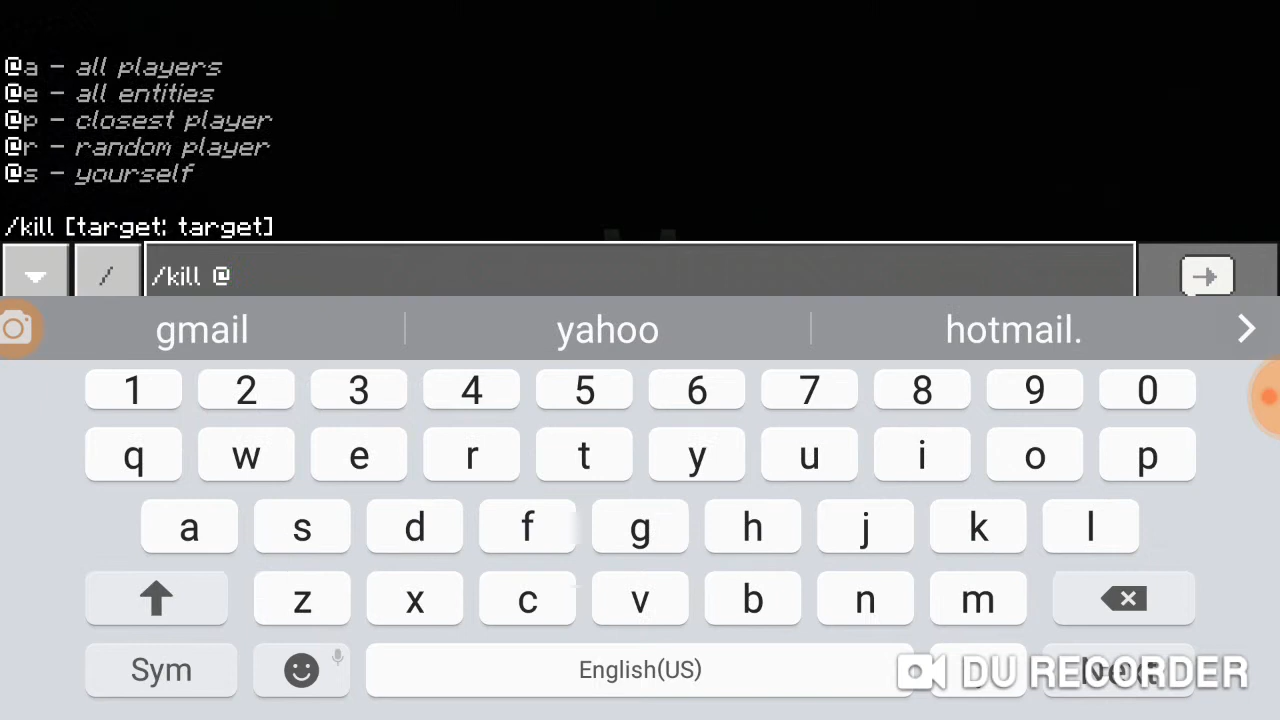 @a - all players
@e - all entities
@p - closest player
@r - random player
@s - yourself
/kill [target: target]
/ /kill @
gmail yahoo hotmail.
1 2 3 4 5 6 7 8 9 0
q w e r t y u i o p
a s d f g h j k l
z x c v b n m
Sym English(US)
DU RECORDER